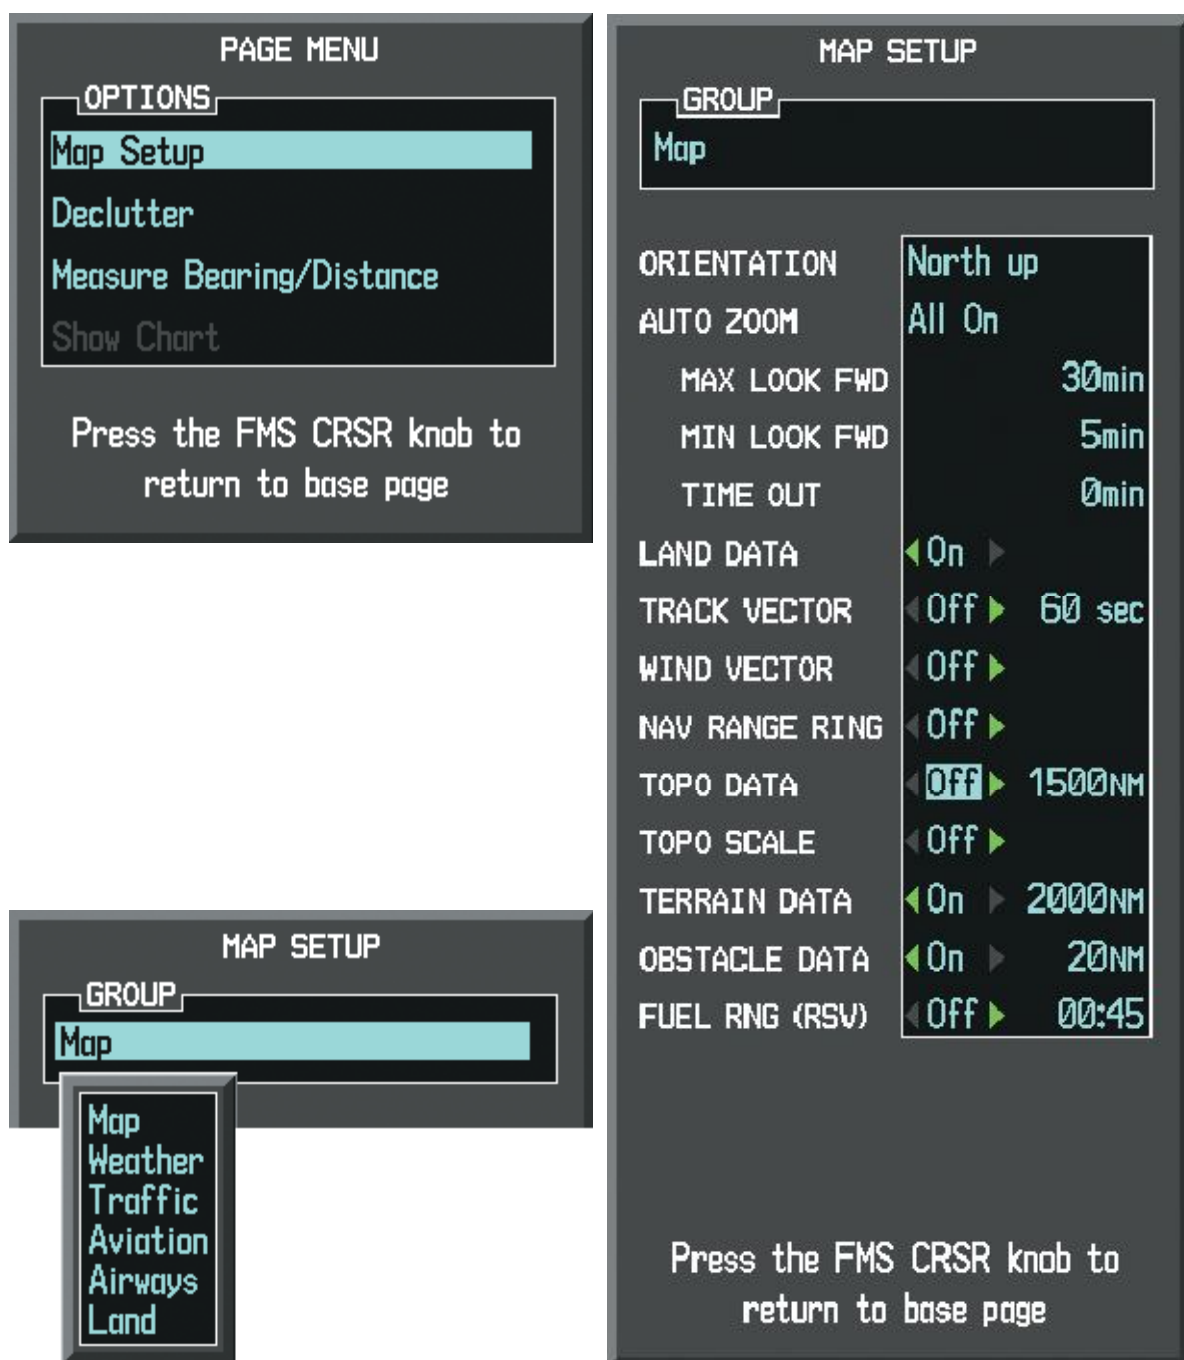 PAGE MENU
OPTIONS
Map Setup
Declutter
Measure Bearing/Distance
Show Chart
Press the FMS CRSR knob to
return to base page
MAP SETUP
GROUP
Map
Map
Weather
Traffic
Aviation
Airways
Land
MAP SETUP
GROUP
Map
ORIENTATION North up
AUTO ZOOM All On
MAX LOOK FWD 30min
MIN LOOK FWD 5min
TIME OUT 0min
LAND DATA On
TRACK VECTOR Off 60 sec
WIND VECTOR Off
NAV RANGE RING Off
TOPO DATA Off 1500NM
TOPO SCALE Off
TERRAIN DATA On 2000NM
OBSTACLE DATA On 20NM
FUEL RNG (RSV) Off 00:45
Press the FMS CRSR knob to
return to base page